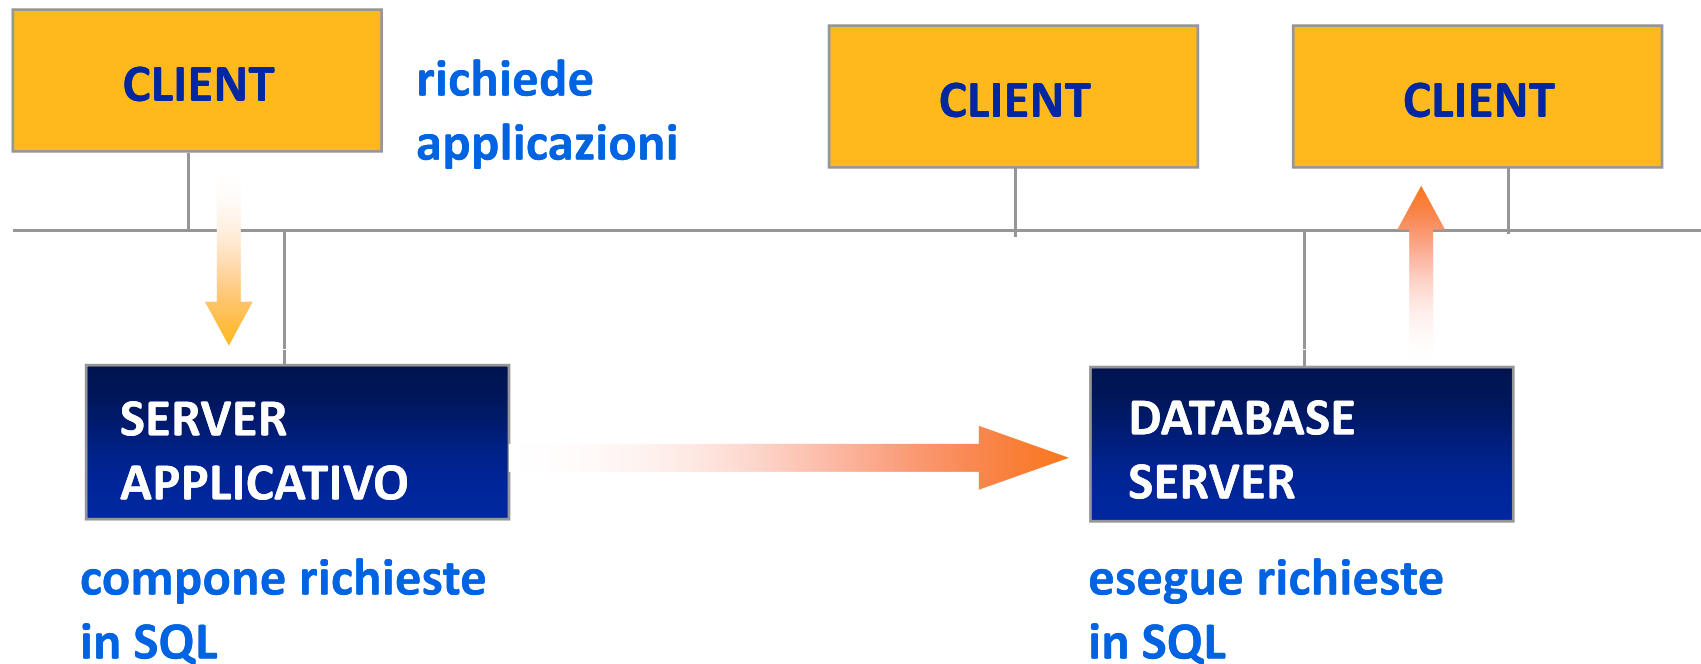 CLIENT
richiede
applicazioni
CLIENT
CLIENT
SERVER
APPLICATIVO
DATABASE
SERVER
compone richieste
in SQL
esegue richieste
in SQL